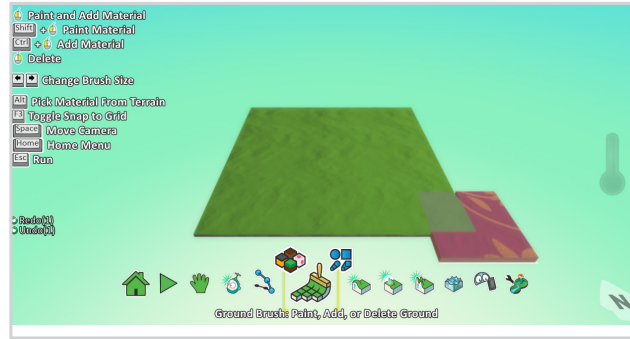 Paint and Add Material
Shift + Paint Material
Ctrl + Add Material
Delete
Change Brush Size
Alt Pick Material From Terrain
F3 Toggle Snap to Grid
Space Move Camera
Home Home Menu
Esc Run
Redo(1)
Undo(1)
Ground Brush: Paint, Add, or Delete Ground
N